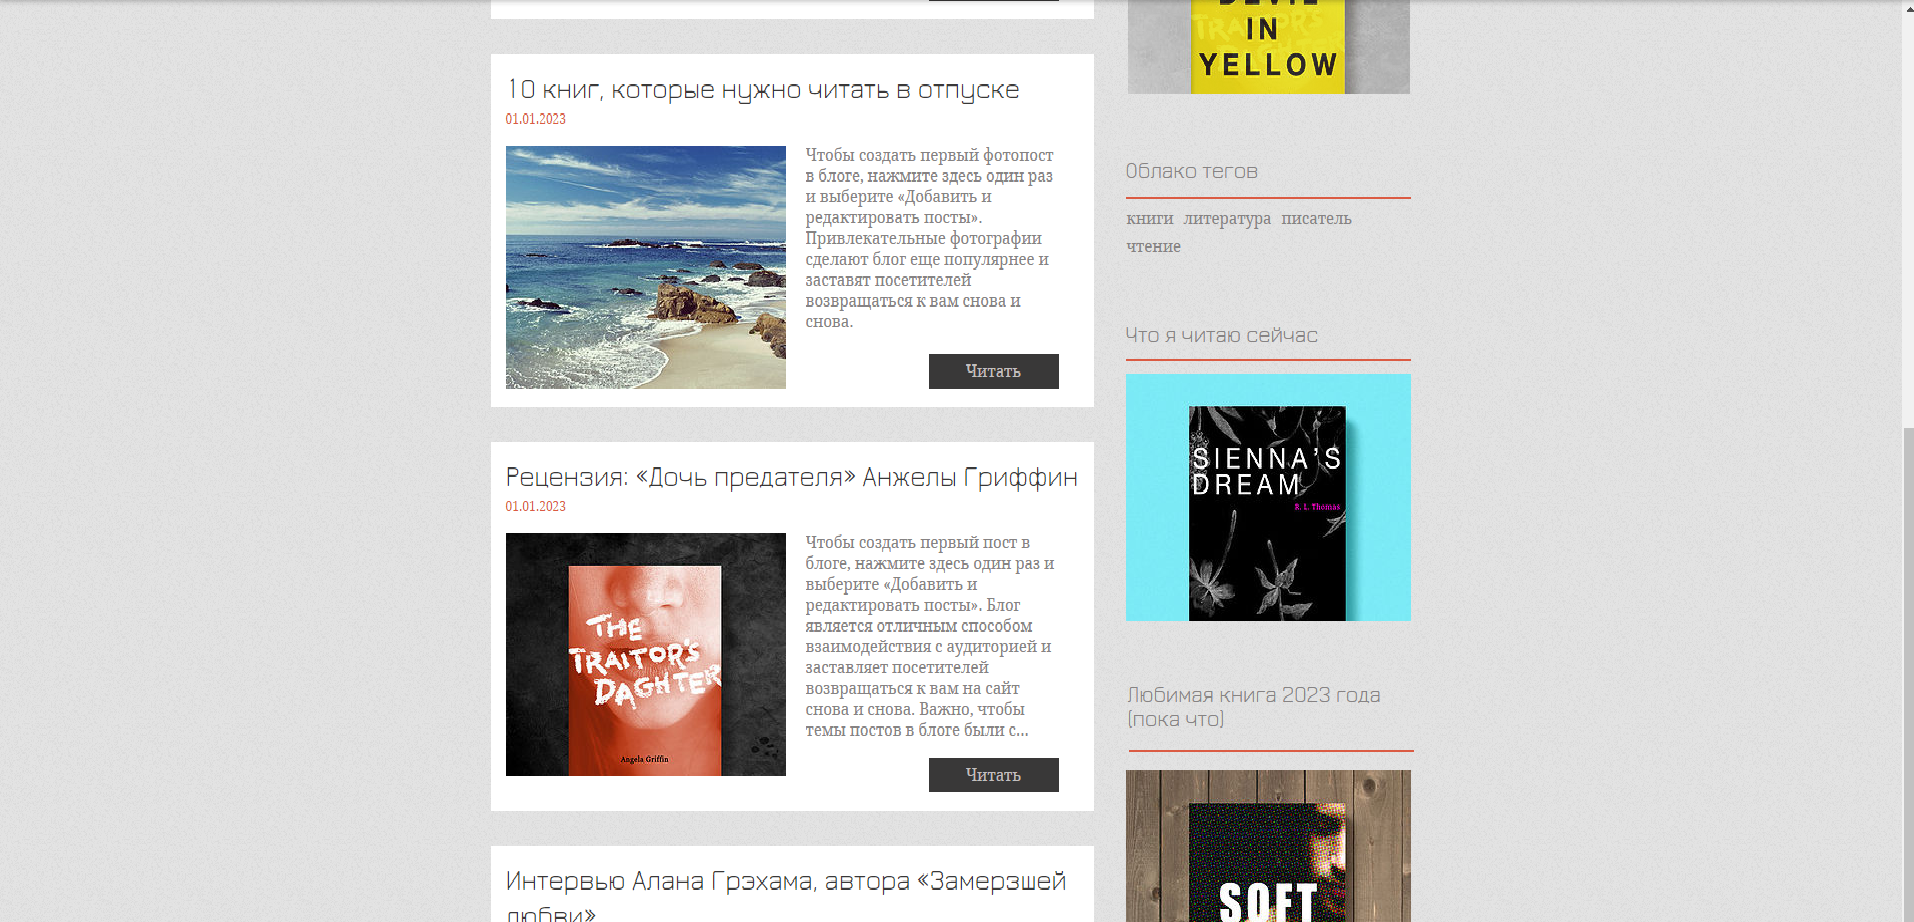 10 книг, которые нужно читать в отпуске
01.01.2023
Чтобы создать первый фотопост
в блоге, нажмите здесь один раз
и выберите «Добавить и
редактировать посты».
Привлекательные фотографии
сделают блог еще популярнее и
заставят посетителей
возвращаться к вам снова и
снова.
Читать
Рецензия: «Дочь предателя» Анжелы Гриффин
01.01.2023
THE
TRAITOR'S
DAGHTER
Angela Griffin
Чтобы создать первый пост в
блоге, нажмите здесь один раз и
выберите «Добавить и
редактировать посты». Блог
является отличным способом
взаимодействия с аудиторией и
заставляет посетителей
возвращаться к вам на сайт
снова и снова. Важно, чтобы
темы постов в блоге были с...
Читать
Интервью Алана Грэхама, автора «Замерзшей
любви»
DEVIL
IN
YELLOW
Облако тегов
книги литература писатель
чтение
Что я читаю сейчас
SIENNA'S
DREAM
R. L. Thomas
Любимая книга 2023 года
(пока что)
SOFT